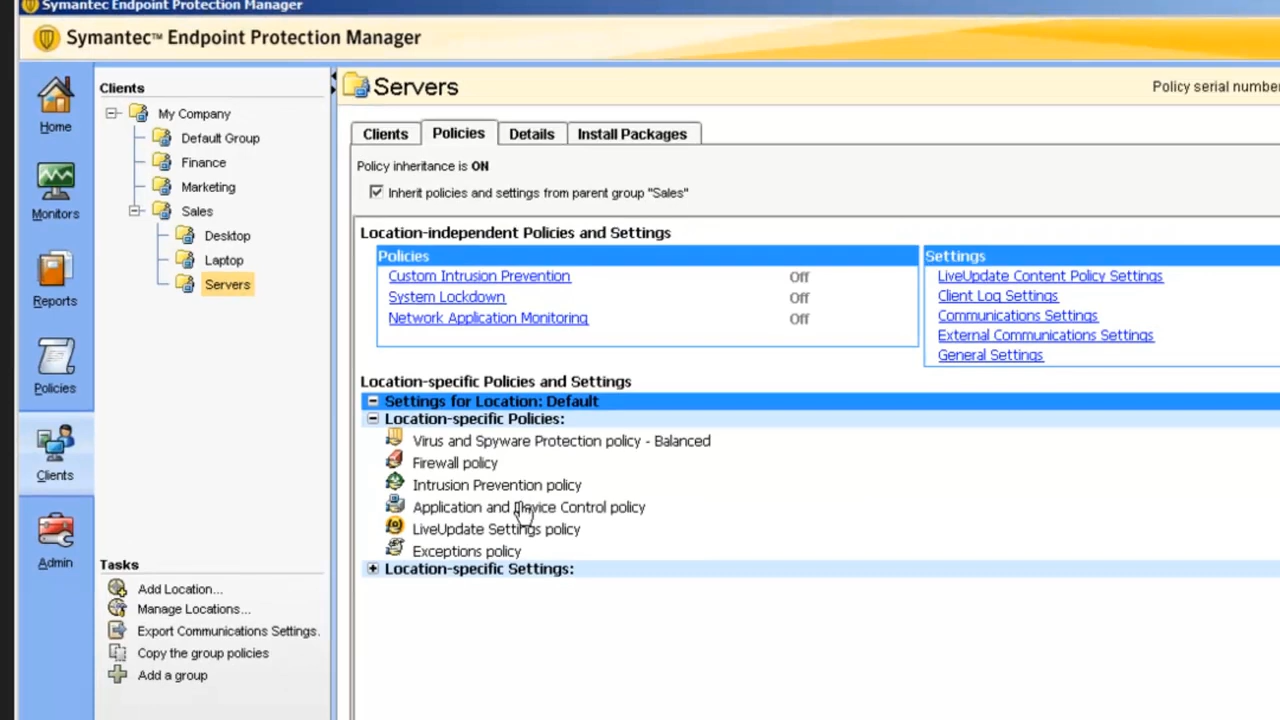 Symantec Endpoint Protection Manager
Symantec™ Endpoint Protection Manager
Home
Monitors
Reports
Policies
Clients
Admin
Clients
My Company
Default Group
Finance
Marketing
Sales
Desktop
Laptop
Servers
Tasks
Add Location...
Manage Locations...
Export Communications Settings.
Copy the group policies
Add a group
Servers
Policy serial number
Clients Policies Details Install Packages
Policy inheritance is ON
Inherit policies and settings from parent group "Sales"
Location-independent Policies and Settings
Policies
Custom Intrusion Prevention Off
System Lockdown Off
Network Application Monitoring Off
Settings
LiveUpdate Content Policy Settings
Client Log Settings
Communications Settings
External Communications Settings
General Settings
Location-specific Policies and Settings
Settings for Location: Default
Location-specific Policies:
Virus and Spyware Protection policy - Balanced
Firewall policy
Intrusion Prevention policy
Application and Device Control policy
LiveUpdate Settings policy
Exceptions policy
Location-specific Settings: